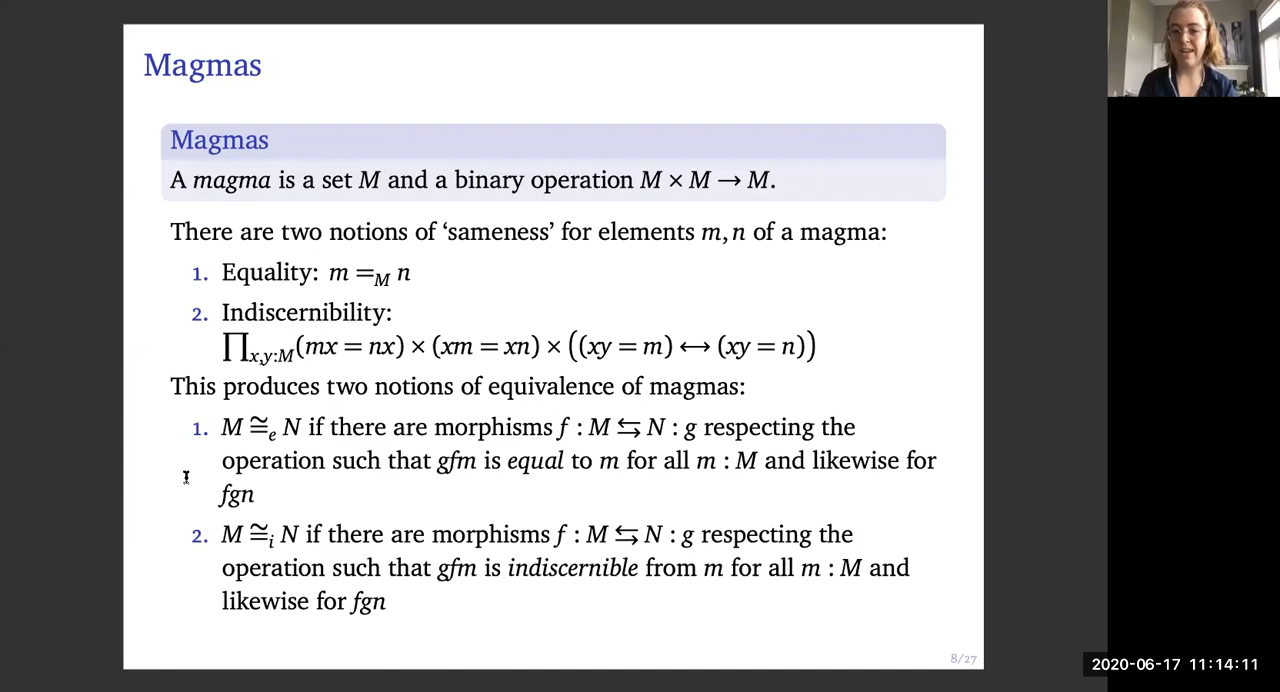 Magmas
Magmas
A magma is a set M and a binary operation M × M → M.
There are two notions of ‘sameness’ for elements m, n of a magma:
1. Equality: m =_M n
2. Indiscernibility:
∏_{x,y:M}(mx = nx) × (xm = xn) × ((xy = m) ⟷ (xy = n))
This produces two notions of equivalence of magmas:
1. M ≅_e N if there are morphisms f : M ⇆ N : g respecting the
operation such that gfm is equal to m for all m : M and likewise for
fgn
2. M ≅_i N if there are morphisms f : M ⇆ N : g respecting the
operation such that gfm is indiscernible from m for all m : M and
likewise for fgn
8/27
2020-06-17 11:14:11